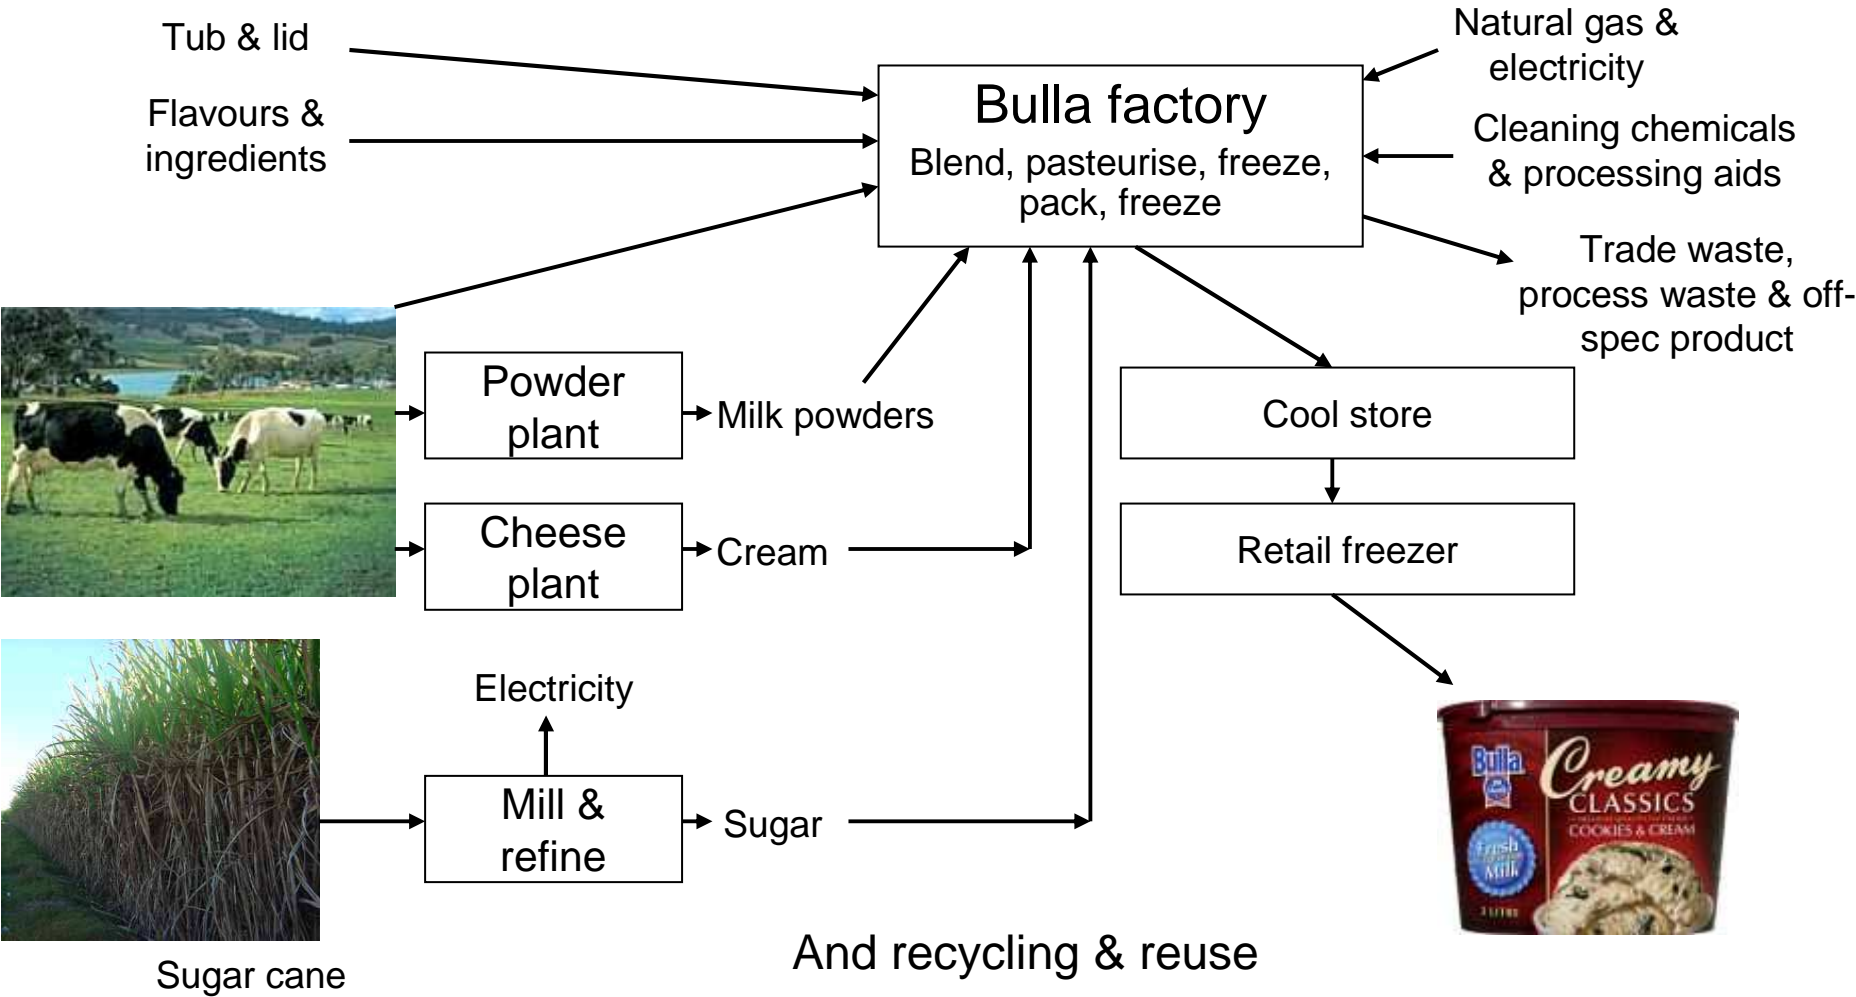 Tub & lid
Flavours &
ingredients
Bulla factory
Blend, pasteurise, freeze,
pack, freeze
Natural gas &
electricity
Cleaning chemicals
& processing aids
Trade waste,
process waste & off-
spec product
Powder
plant
Milk powders
Cool store
Cheese
plant
Cream
Retail freezer
Electricity
Mill &
refine
Sugar
Bulla
Creamy
CLASSICS
COOKIES & CREAM
Fresh
Milk
2 LITRE
And recycling & reuse
Sugar cane